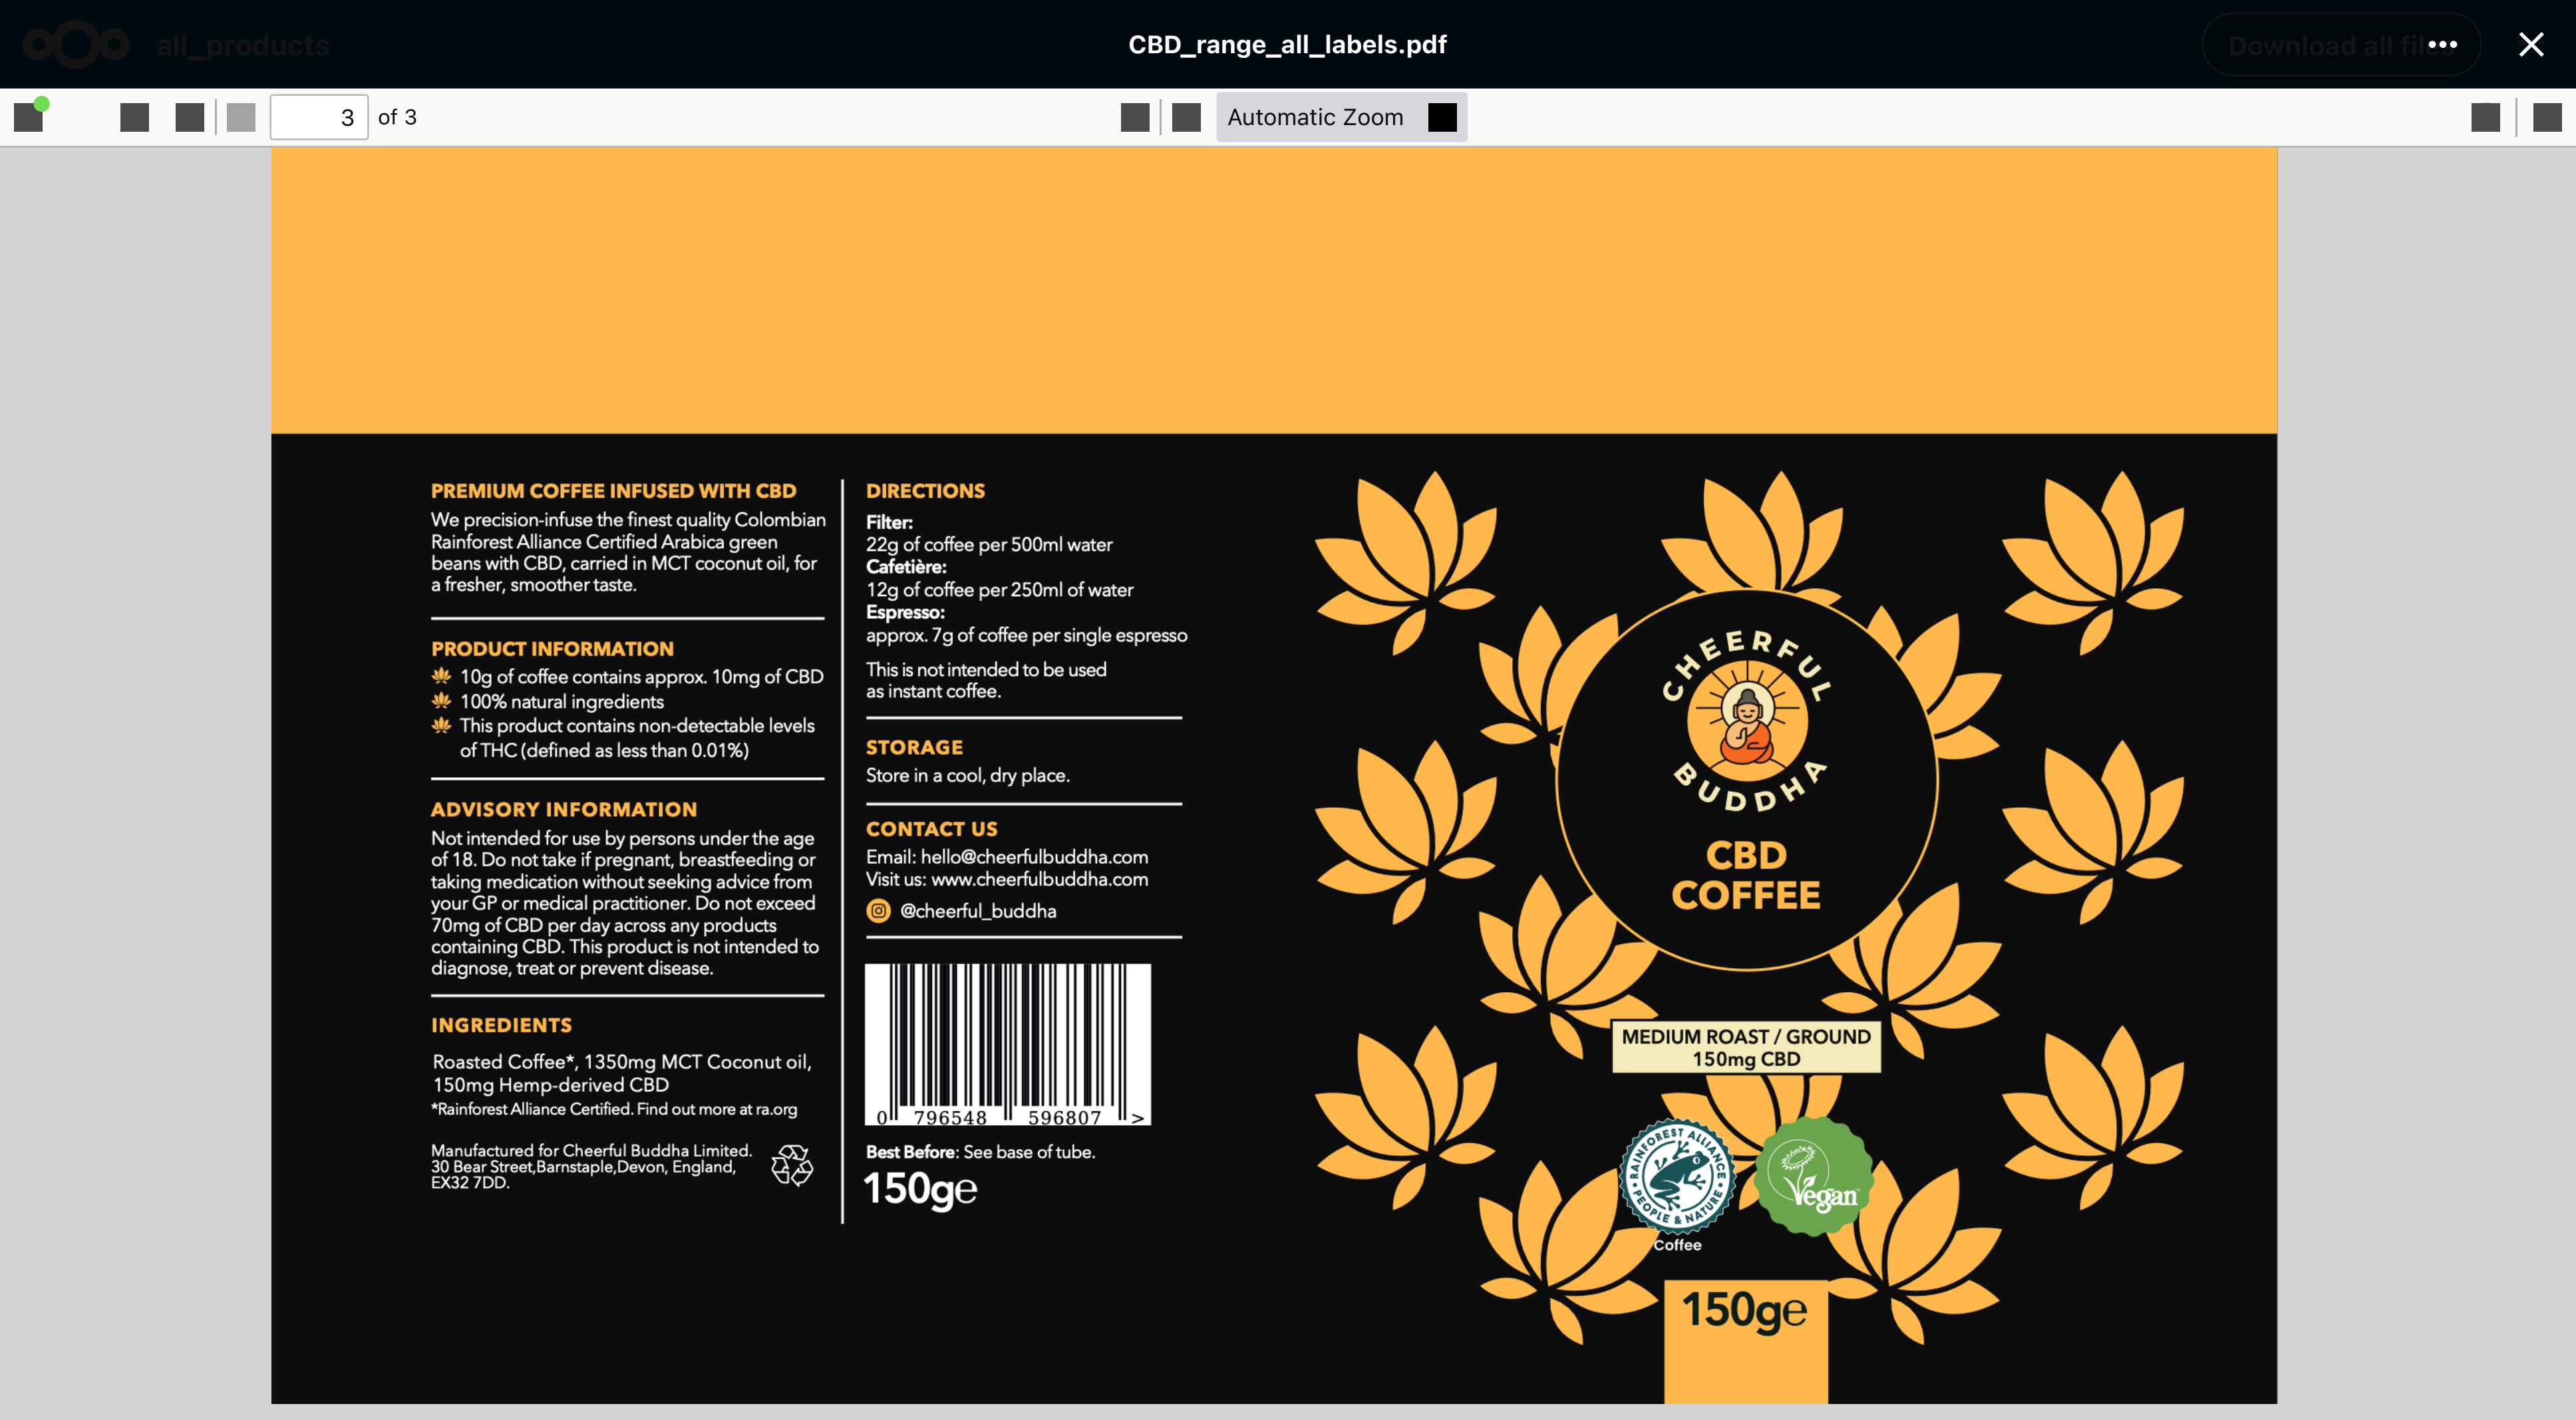 all_products
CBD_range_all_labels.pdf
Download all files
3 of 3
Automatic Zoom
PREMIUM COFFEE INFUSED WITH CBD
We precision-infuse the finest quality Colombian
Rainforest Alliance Certified Arabica green
beans with CBD, carried in MCT coconut oil, for
a fresher, smoother taste.
PRODUCT INFORMATION
10g of coffee contains approx. 10mg of CBD
100% natural ingredients
This product contains non-detectable levels
of THC (defined as less than 0.01%)
ADVISORY INFORMATION
Not intended for use by persons under the age
of 18. Do not take if pregnant, breastfeeding or
taking medication without seeking advice from
your GP or medical practitioner. Do not exceed
70mg of CBD per day across any products
containing CBD. This product is not intended to
diagnose, treat or prevent disease.
INGREDIENTS
Roasted Coffee*, 1350mg MCT Coconut oil,
150mg Hemp-derived CBD
*Rainforest Alliance Certified. Find out more at ra.org
Manufactured for Cheerful Buddha Limited.
30 Bear Street,Barnstaple,Devon, England,
EX32 7DD.
DIRECTIONS
Filter:
22g of coffee per 500ml water
Cafetière:
12g of coffee per 250ml of water
Espresso:
approx. 7g of coffee per single espresso
This is not intended to be used
as instant coffee.
STORAGE
Store in a cool, dry place.
CONTACT US
Email: hello@cheerfulbuddha.com
Visit us: www.cheerfulbuddha.com
@cheerful_buddha
0 796548 596807 >
Best Before: See base of tube.
150g℮
CHEERFUL
BUDDHA
CBD
COFFEE
MEDIUM ROAST / GROUND
150mg CBD
RAINFOREST ALLIANCE
PEOPLE & NATURE
Coffee
Vegan
150g℮